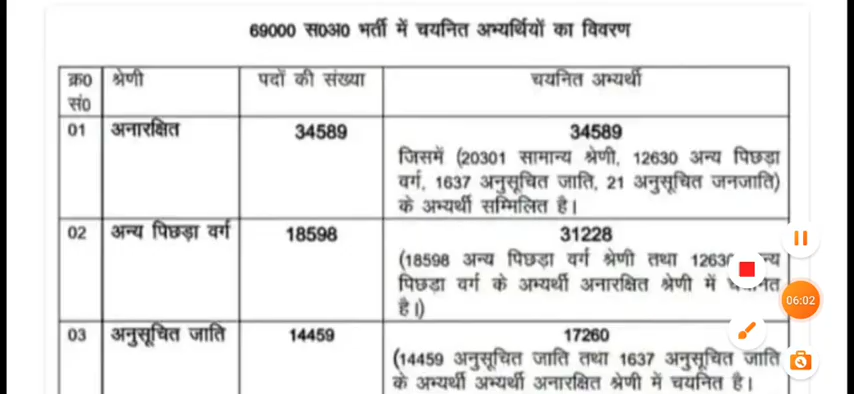 69000 स0अ0 भर्ती में चयनित अभ्यर्थियों का विवरण
क्र0 सं0 श्रेणी पदों की संख्या चयनित अभ्यर्थी
01 अनारक्षित 34589 34589
जिसमें (20301 सामान्य श्रेणी, 12630 अन्य पिछड़ा
वर्ग, 1637 अनुसूचित जाति, 21 अनुसूचित जनजाति)
के अभ्यर्थी सम्मिलित है।
02 अन्य पिछड़ा वर्ग 18598 31228
(18598 अन्य पिछड़ा वर्ग श्रेणी तथा
पिछड़ा वर्ग के अभ्यर्थी अनारक्षित श्रेणी में
है।)
03 अनुसूचित जाति 14459 17260
(14459 अनुसूचित जाति तथा 1637 अनुसूचित जाति
के अभ्यर्थी अभ्यर्थी अनारक्षित श्रेणी में चयनित है।
06:02